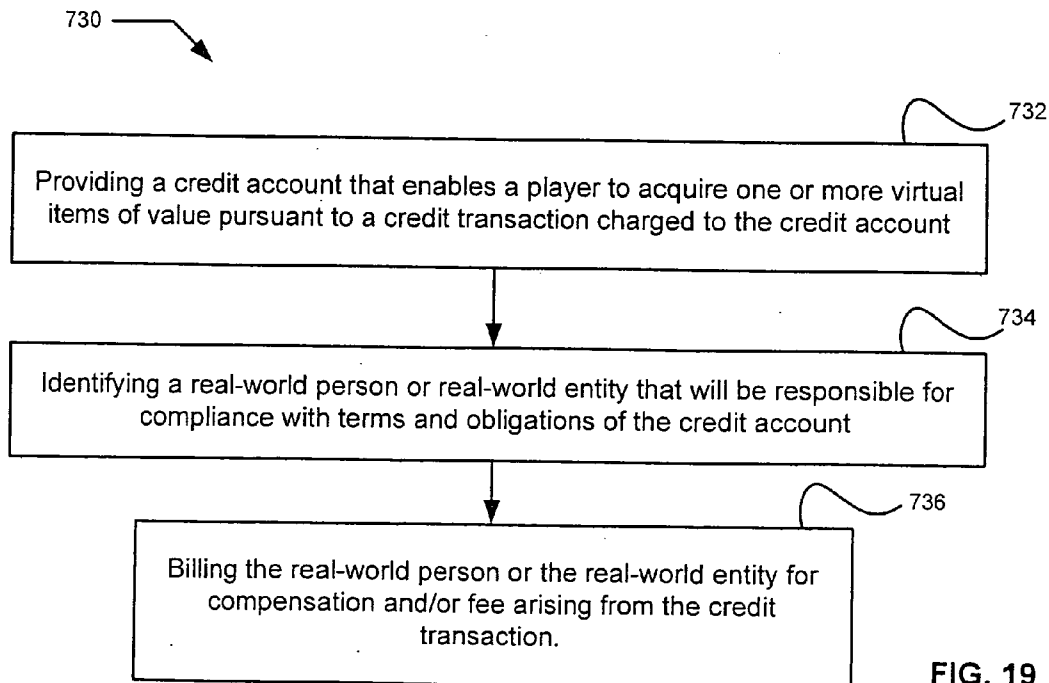 730
732
Providing a credit account that enables a player to acquire one or more virtual
items of value pursuant to a credit transaction charged to the credit account
734
Identifying a real-world person or real-world entity that will be responsible for
compliance with terms and obligations of the credit account
736
Billing the real-world person or the real-world entity for
compensation and/or fee arising from the credit
transaction.
FIG. 19